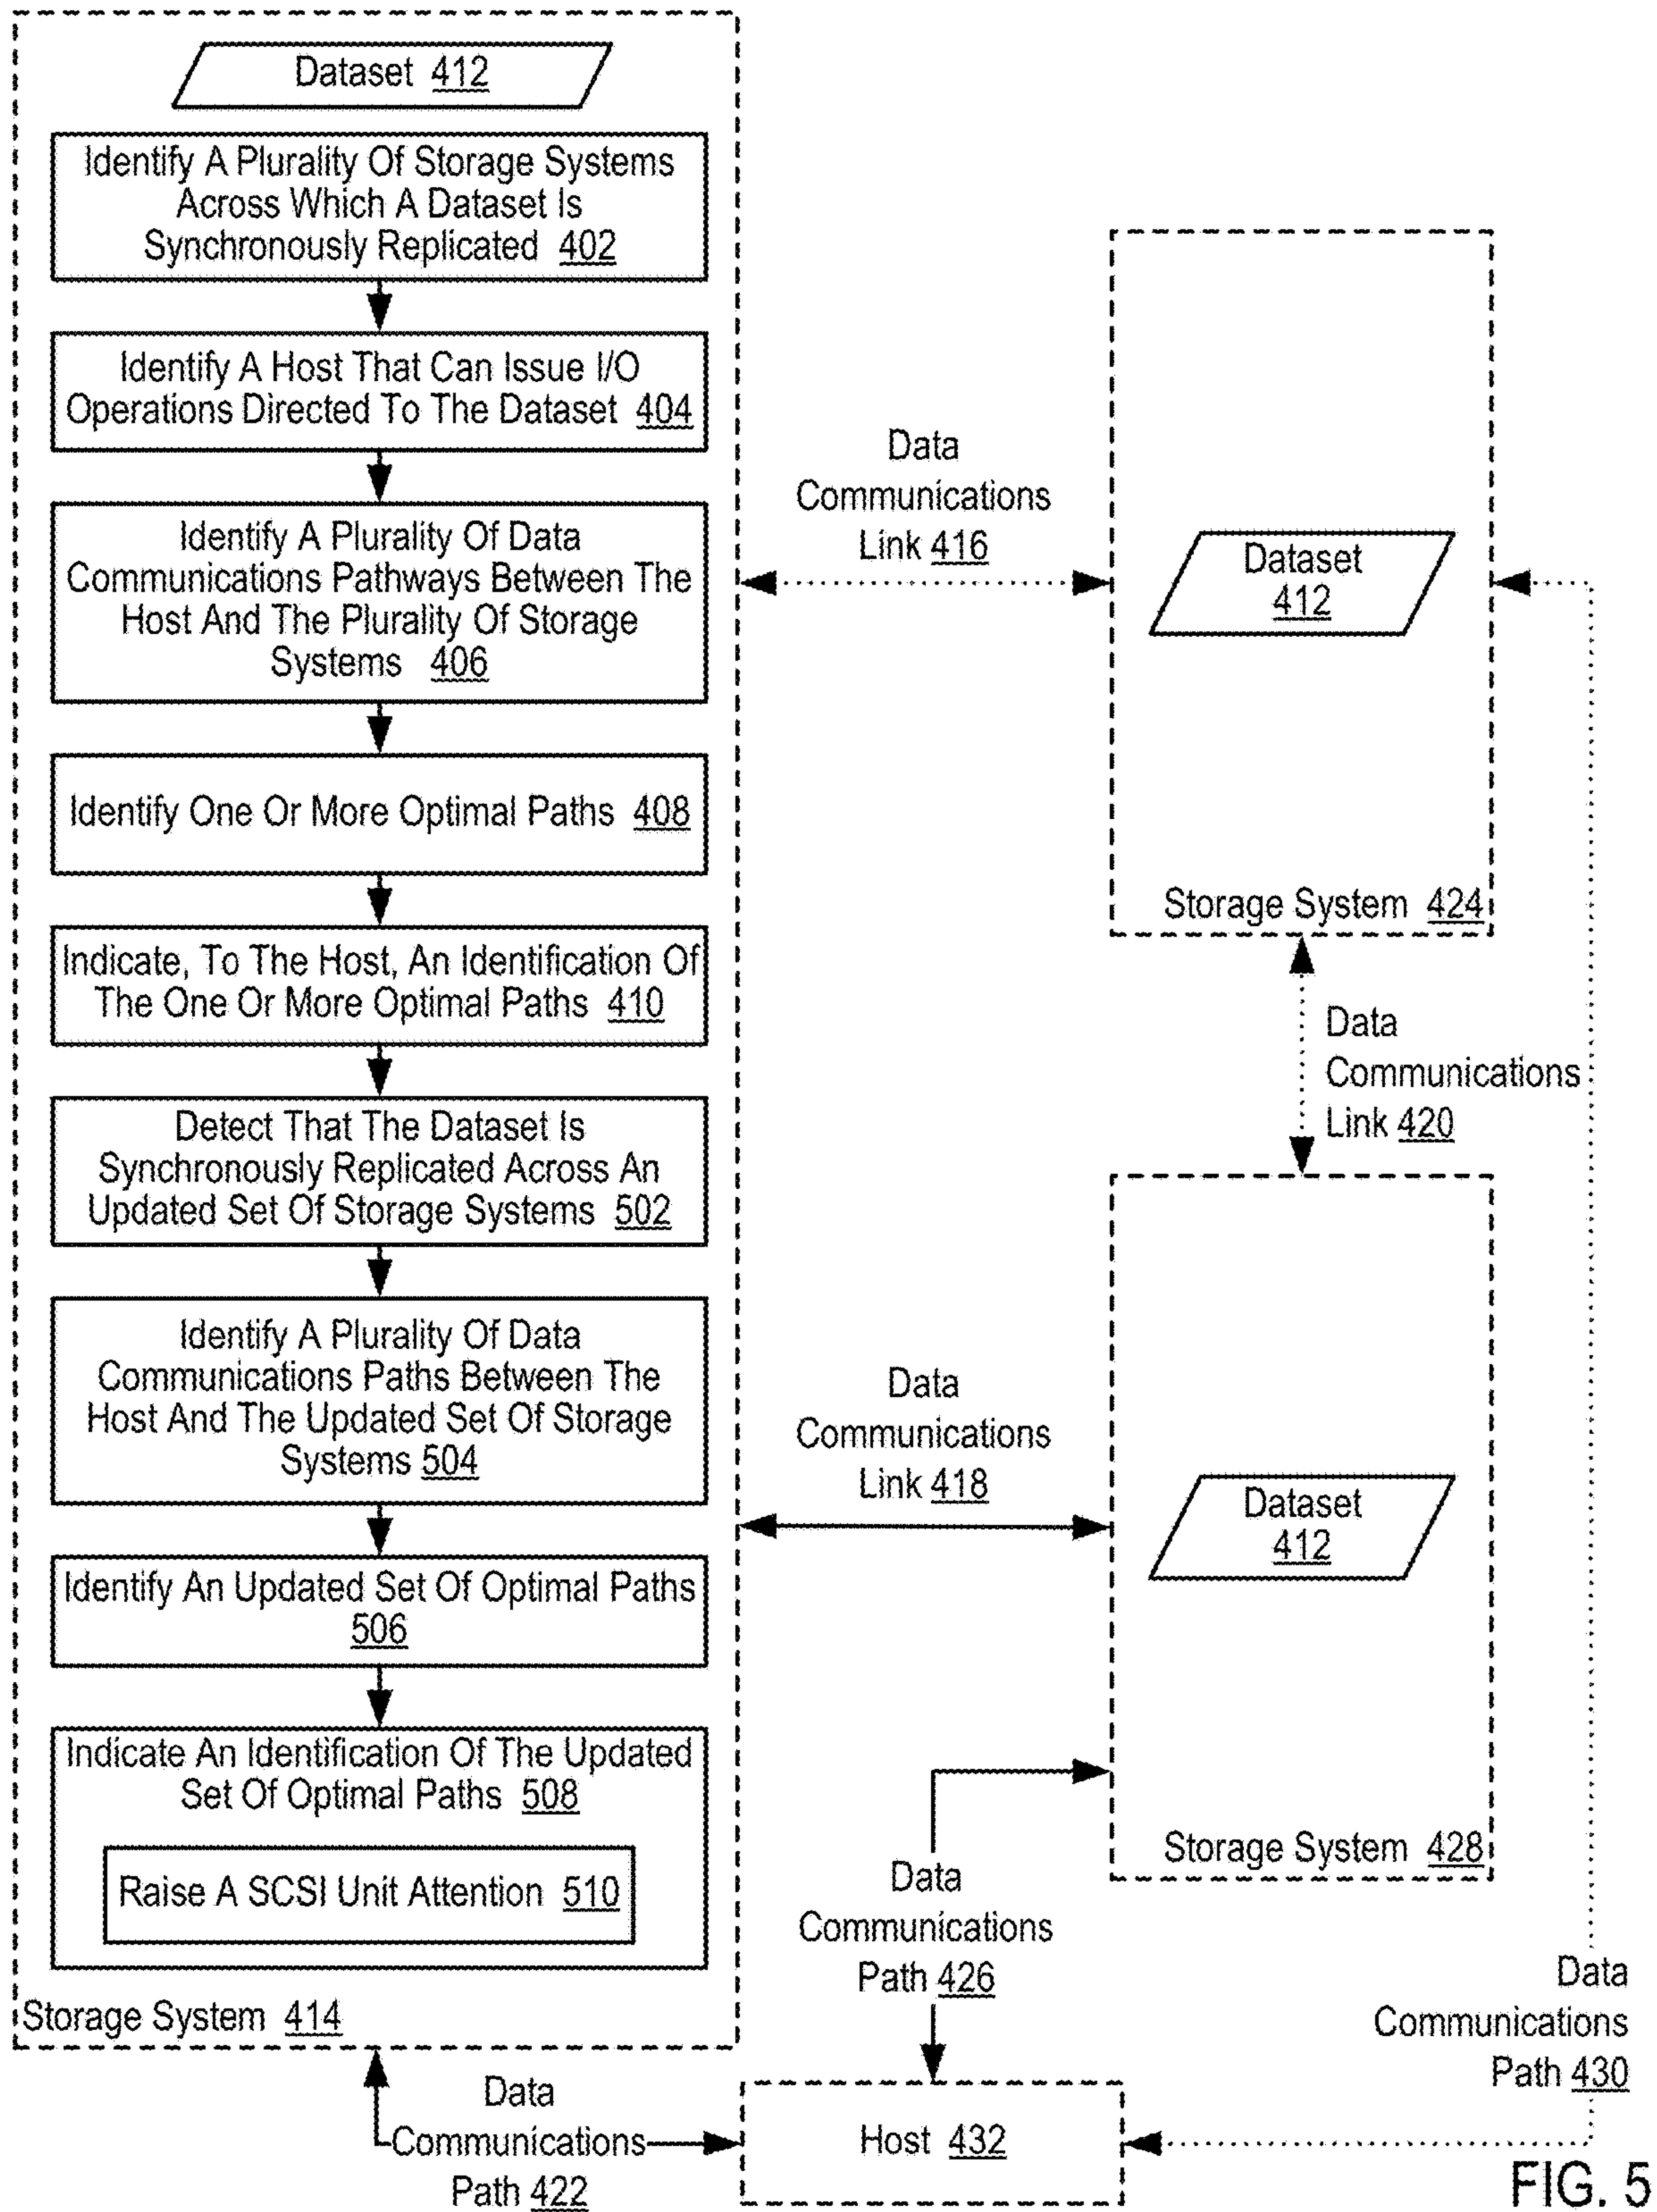 Dataset 412
Identify A Plurality Of Storage Systems
Across Which A Dataset Is
Synchronously Replicated 402
Identify A Host That Can Issue I/O
Operations Directed To The Dataset 404
Identify A Plurality Of Data
Communications Pathways Between The
Host And The Plurality Of Storage
Systems 406
Identify One Or More Optimal Paths 408
Indicate, To The Host, An Identification Of
The One Or More Optimal Paths 410
Detect That The Dataset Is
Synchronously Replicated Across An
Updated Set Of Storage Systems 502
Identify A Plurality Of Data
Communications Paths Between The
Host And The Updated Set Of Storage
Systems 504
Identify An Updated Set Of Optimal Paths
506
Indicate An Identification Of The Updated
Set Of Optimal Paths 508
Raise A SCSI Unit Attention 510
Storage System 414
Data
Communications
Link 416
Dataset
412
Storage System 424
Data
Communications
Link 420
Data
Communications
Link 418
Dataset
412
Storage System 428
Data
Communications
Path 426
Data
Communications
Path 430
Data
Communications
Path 422
Host 432
FIG. 5